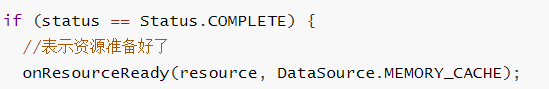 if (status == Status.COMPLETE) {
//表示资源准备好了
onResourceReady(resource, DataSource.MEMORY_CACHE);